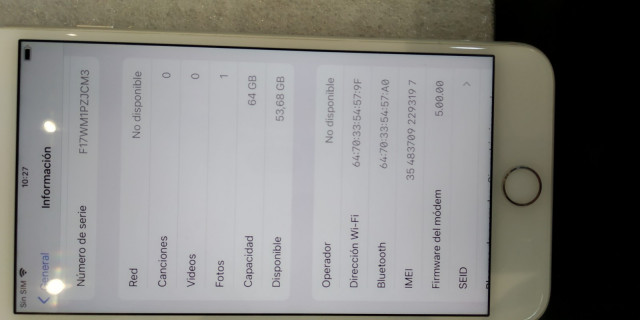 Sin SIM 10:27
General Información
Número de serie F17WM1PZJCM3
Red No disponible
Canciones 0
Videos 0
Fotos 1
Capacidad 64 GB
Disponible 53,68 GB
Operador No disponible
Dirección Wi-Fi 64:70:33:54:57:9F
Bluetooth 64:70:33:54:57:A0
IMEI 35 483709 229319 7
Firmware del módem 5.00.00
SEID